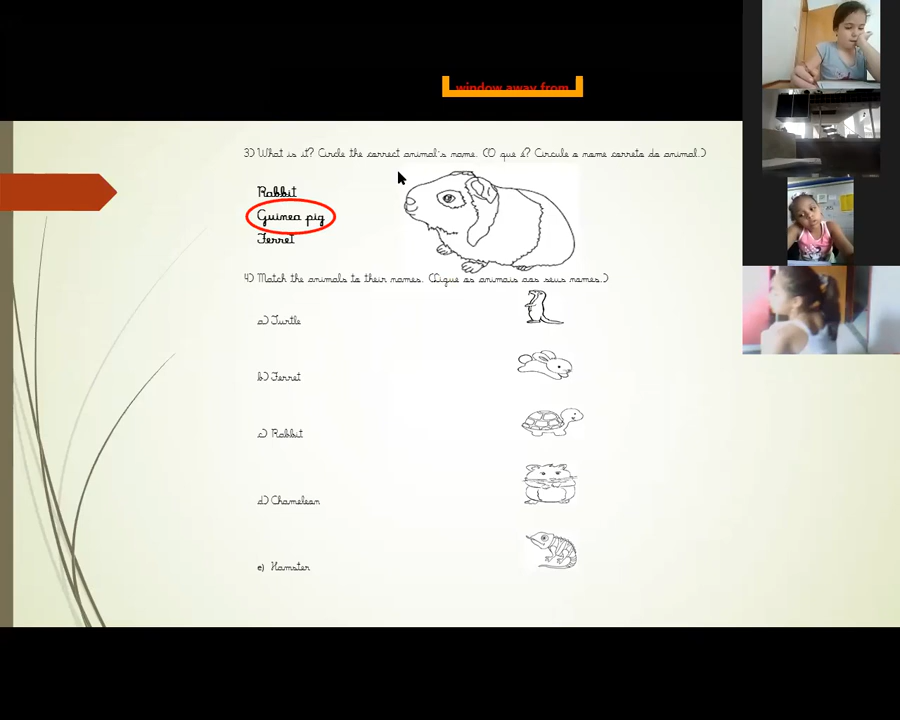 window away from
3) What is it? Circle the correct animal's name. (O que é? Circule o nome correto do animal.)
Rabbit
Guinea pig
Ferret
4) Match the animals to their names. (Ligue os animais aos seus nomes.)
a) Turtle
b) Ferret
c) Rabbit
d) Chameleon
e) Hamster